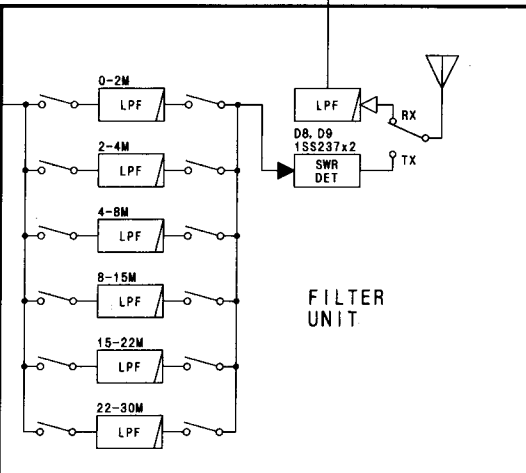 0-2M
LPF
2-4M
LPF
4-8M
LPF
8-15M
LPF
15-22M
LPF
22-30M
LPF
LPF
RX
D8, D9
1SS237x2
SWR
DET
TX
FILTER
UNIT